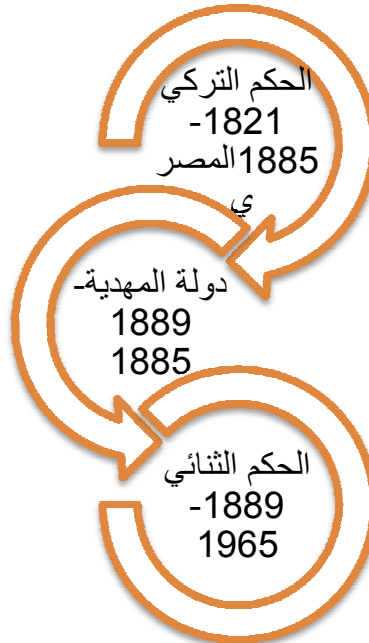 الحكم التركي
-1821
1885المصر
ي
دولة المهدية-
1889
1885
الحكم الثنائي
-1889
1965